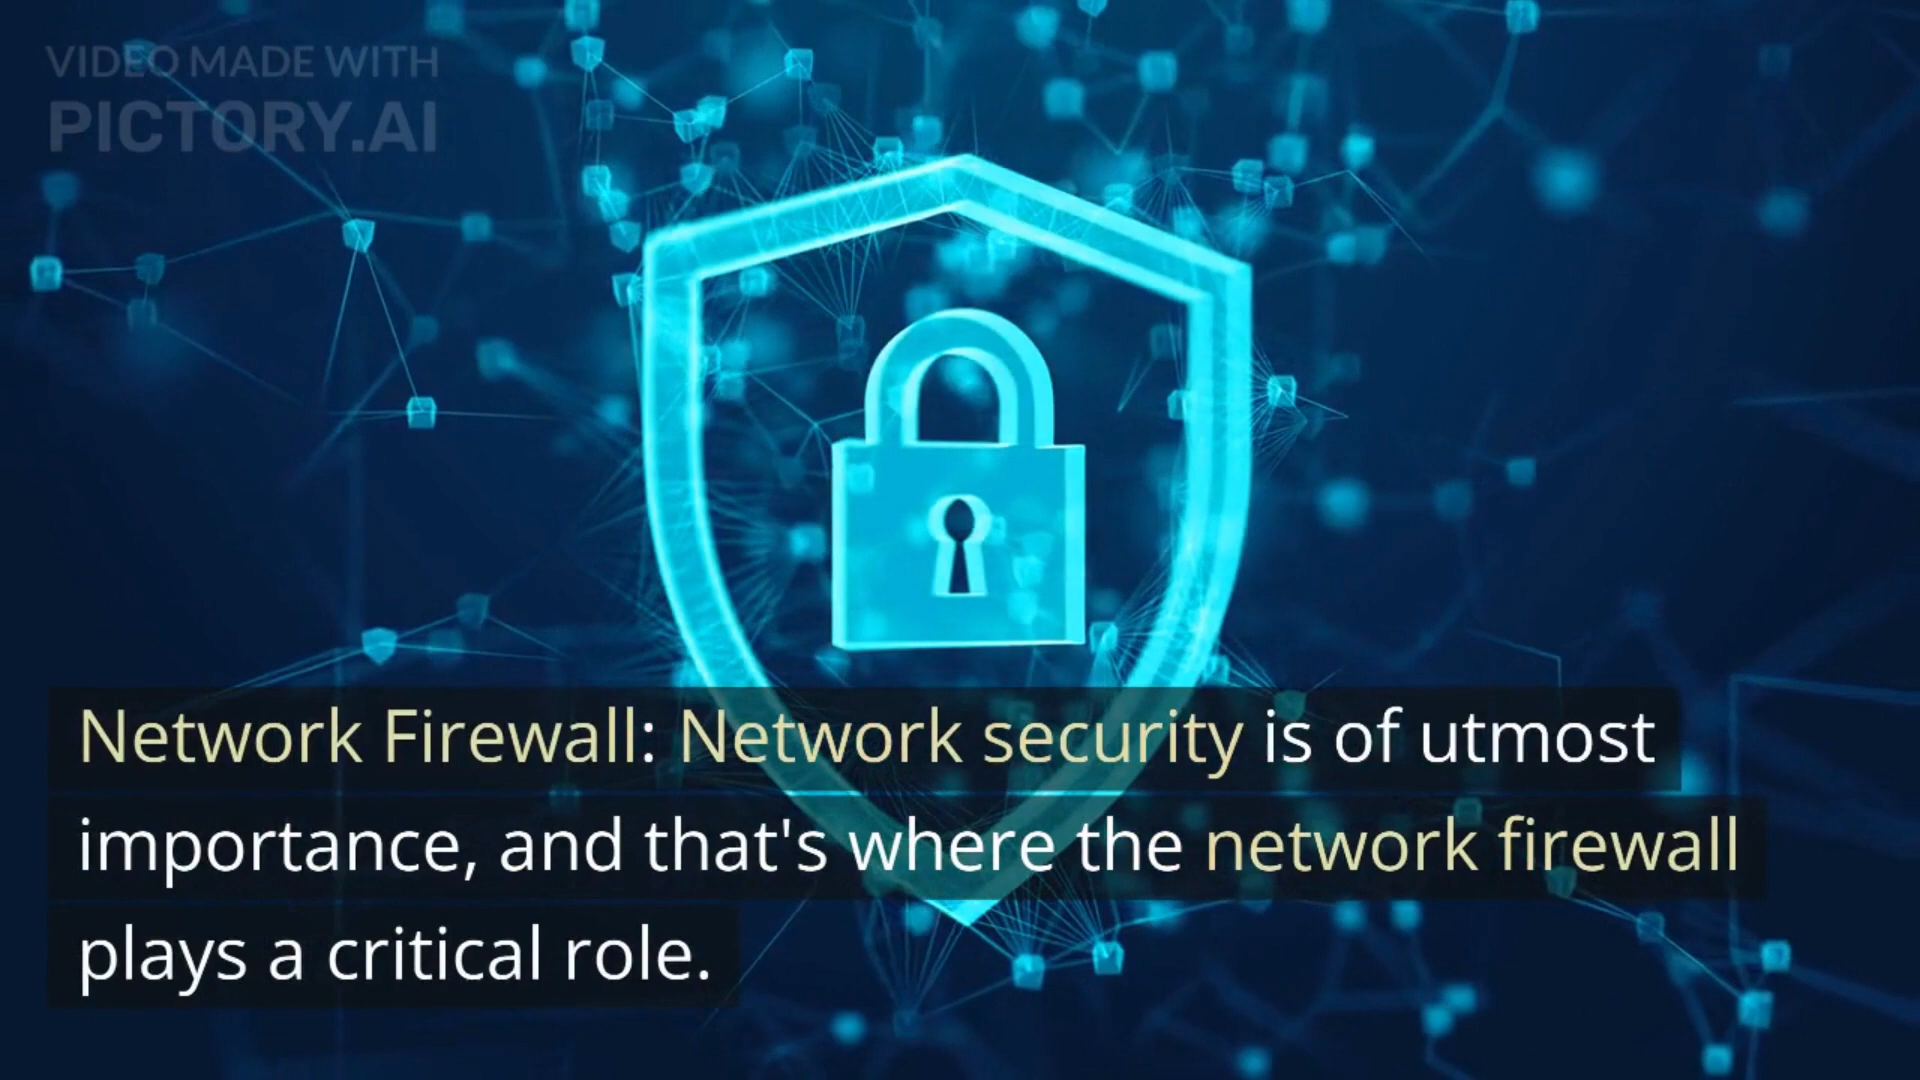 VIDEO MADE WITH
PICTORY.AI
Network Firewall: Network security is of utmost
importance, and that's where the network firewall
plays a critical role.